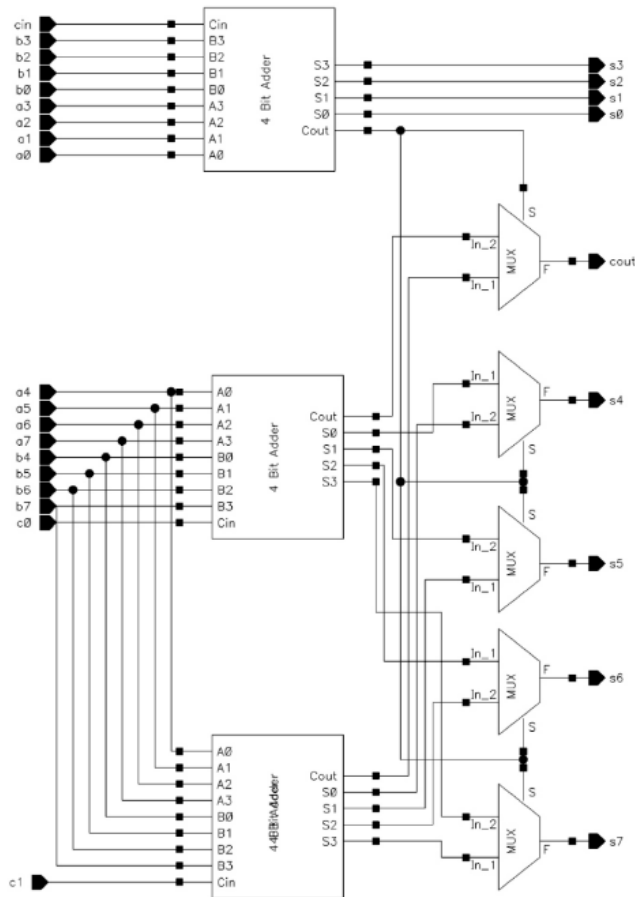 cin Cin
b3 B3
b2 B2
b1 B1
b0 B0
a3 A3
a2 A2
a1 A1
a0 A0
4 Bit Adder
S3 s3
S2 s2
S1 s1
S0 s0
Cout
S
In_2
MUX
F
cout
In_1
a4 A0
a5 A1
a6 A2
a7 A3
b4 B0
b5 B1
b6 B2
b7 B3
c0 Cin
4 Bit Adder
Cout
S0
S1
S2
S3
In_1
MUX
F
s4
In_2
S
S
In_2
MUX
F
s5
In_1
In_1
MUX
F
s6
In_2
S
A0
A1
A2
A3
B0
B1
B2
B3
c1 Cin
Cout
S0
S1
S2
S3
S
In_2
MUX
F
s7
In_1